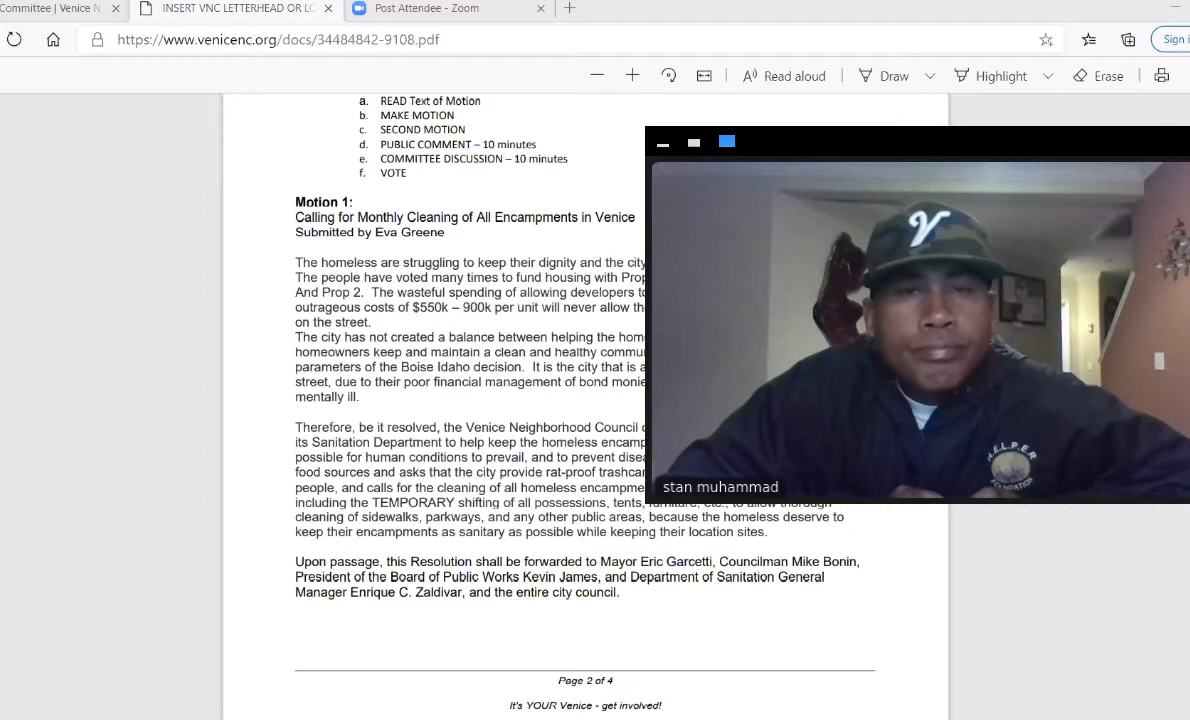 Committee | Venice N
INSERT VNC LETTERHEAD OR LO
Post Attendee - Zoom
https://www.venicenc.org/docs/34484842-9108.pdf
Sign i
Read aloud
Draw
Highlight
Erase
a. READ Text of Motion
b. MAKE MOTION
c. SECOND MOTION
d. PUBLIC COMMENT – 10 minutes
e. COMMITTEE DISCUSSION – 10 minutes
f. VOTE
Motion 1:
Calling for Monthly Cleaning of All Encampments in Venice
Submitted by Eva Greene
The homeless are struggling to keep their dignity and the city
The people have voted many times to fund housing with Prop
And Prop 2. The wasteful spending of allowing developers to
outrageous costs of $550k – 900k per unit will never allow th
on the street.
The city has not created a balance between helping the hom
homeowners keep and maintain a clean and healthy commu
parameters of the Boise Idaho decision. It is the city that is a
street, due to their poor financial management of bond monie
mentally ill.
Therefore, be it resolved, the Venice Neighborhood Council c
its Sanitation Department to help keep the homeless encamp
possible for human conditions to prevail, and to prevent disea
food sources and asks that the city provide rat-proof trashcar
people, and calls for the cleaning of all homeless encampme
including the TEMPORARY shifting of all possessions, tents, furniture, etc., to allow thorough
cleaning of sidewalks, parkways, and any other public areas, because the homeless deserve to
keep their encampments as sanitary as possible while keeping their location sites.
Upon passage, this Resolution shall be forwarded to Mayor Eric Garcetti, Councilman Mike Bonin,
President of the Board of Public Works Kevin James, and Department of Sanitation General
Manager Enrique C. Zaldivar, and the entire city council.
Page 2 of 4
It's YOUR Venice - get involved!
V
H.E.L.P.E.R
FOUNDATION
stan muhammad